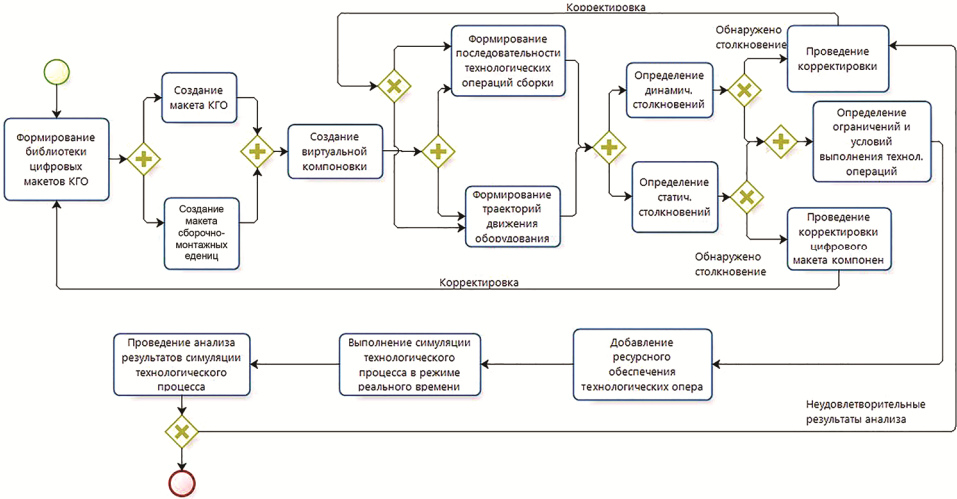 Корректировка
Формирование
библиотеки
цифровых
макетов КГО
Создание
макета КГО
Создание
макета
сборочно-
монтажных
едениц
Создание
виртуальной
компоновки
Формирование
последовательности
технологических
операций сборки
Формирование
траекторий
движения
оборудования
Определение
динамич.
столкновений
Определение
статич.
столкновений
Обнаружено
столкновение
Проведение
корректировки
Определение
ограничений и
условий
выполнения технол.
операций
Обнаружено
столкновение
Проведение
корректировки
цифрового
макета компонен
Корректировка
Проведение анализа
результатов симуляции
технологического
процесса
Выполнение симуляции
технологического
процесса в режиме
реального времени
Добавление
ресурсного
обеспечения
технологических опера
Неудовлетворительные
результаты анализа